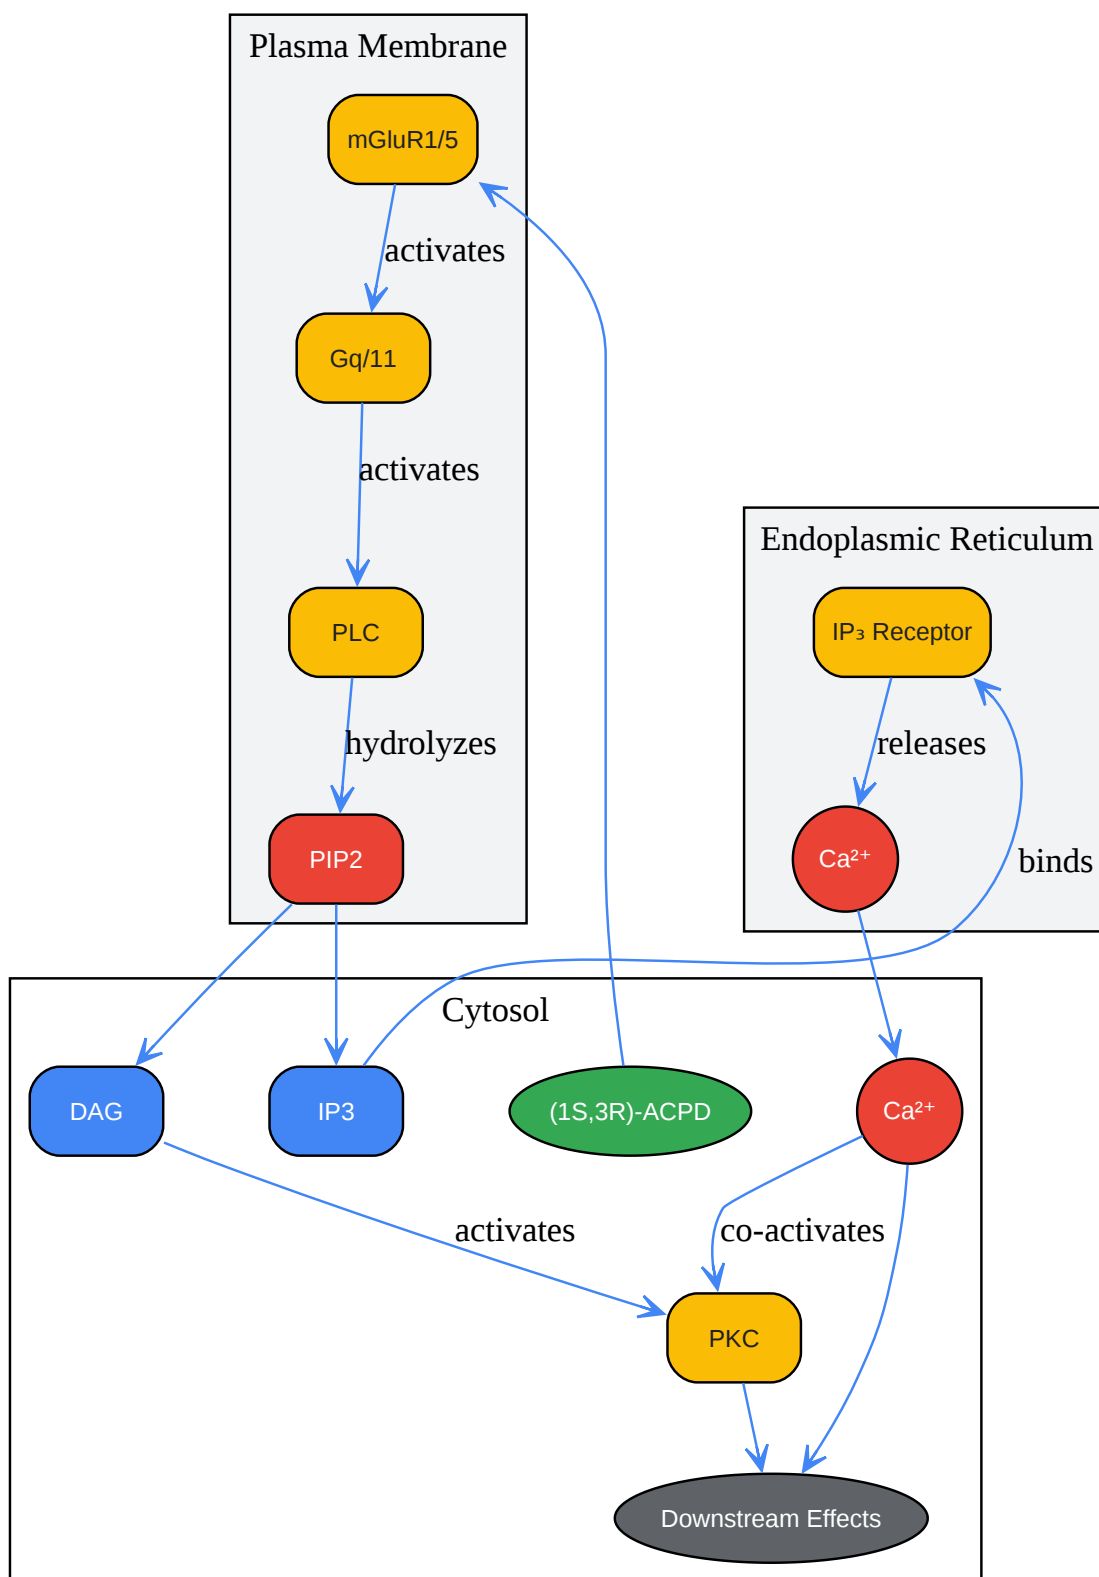 Plasma Membrane
mGluR1/5
activates
Gq/11
activates
PLC
hydrolyzes
PIP2
Endoplasmic Reticulum
IP₃ Receptor
releases
Ca²⁺
binds
Cytosol
DAG
IP3
(1S,3R)-ACPD
Ca²⁺
activates
co-activates
PKC
Downstream Effects